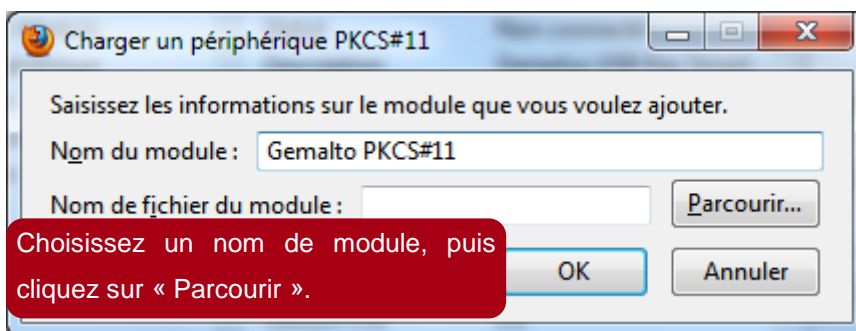 Charger un périphérique PKCS#11
Saisissez les informations sur le module que vous voulez ajouter.
Nom du module : Gemalto PKCS#11
Nom de fichier du module : Parcourir...
Choisissez un nom de module, puis
cliquez sur « Parcourir ».
OK Annuler